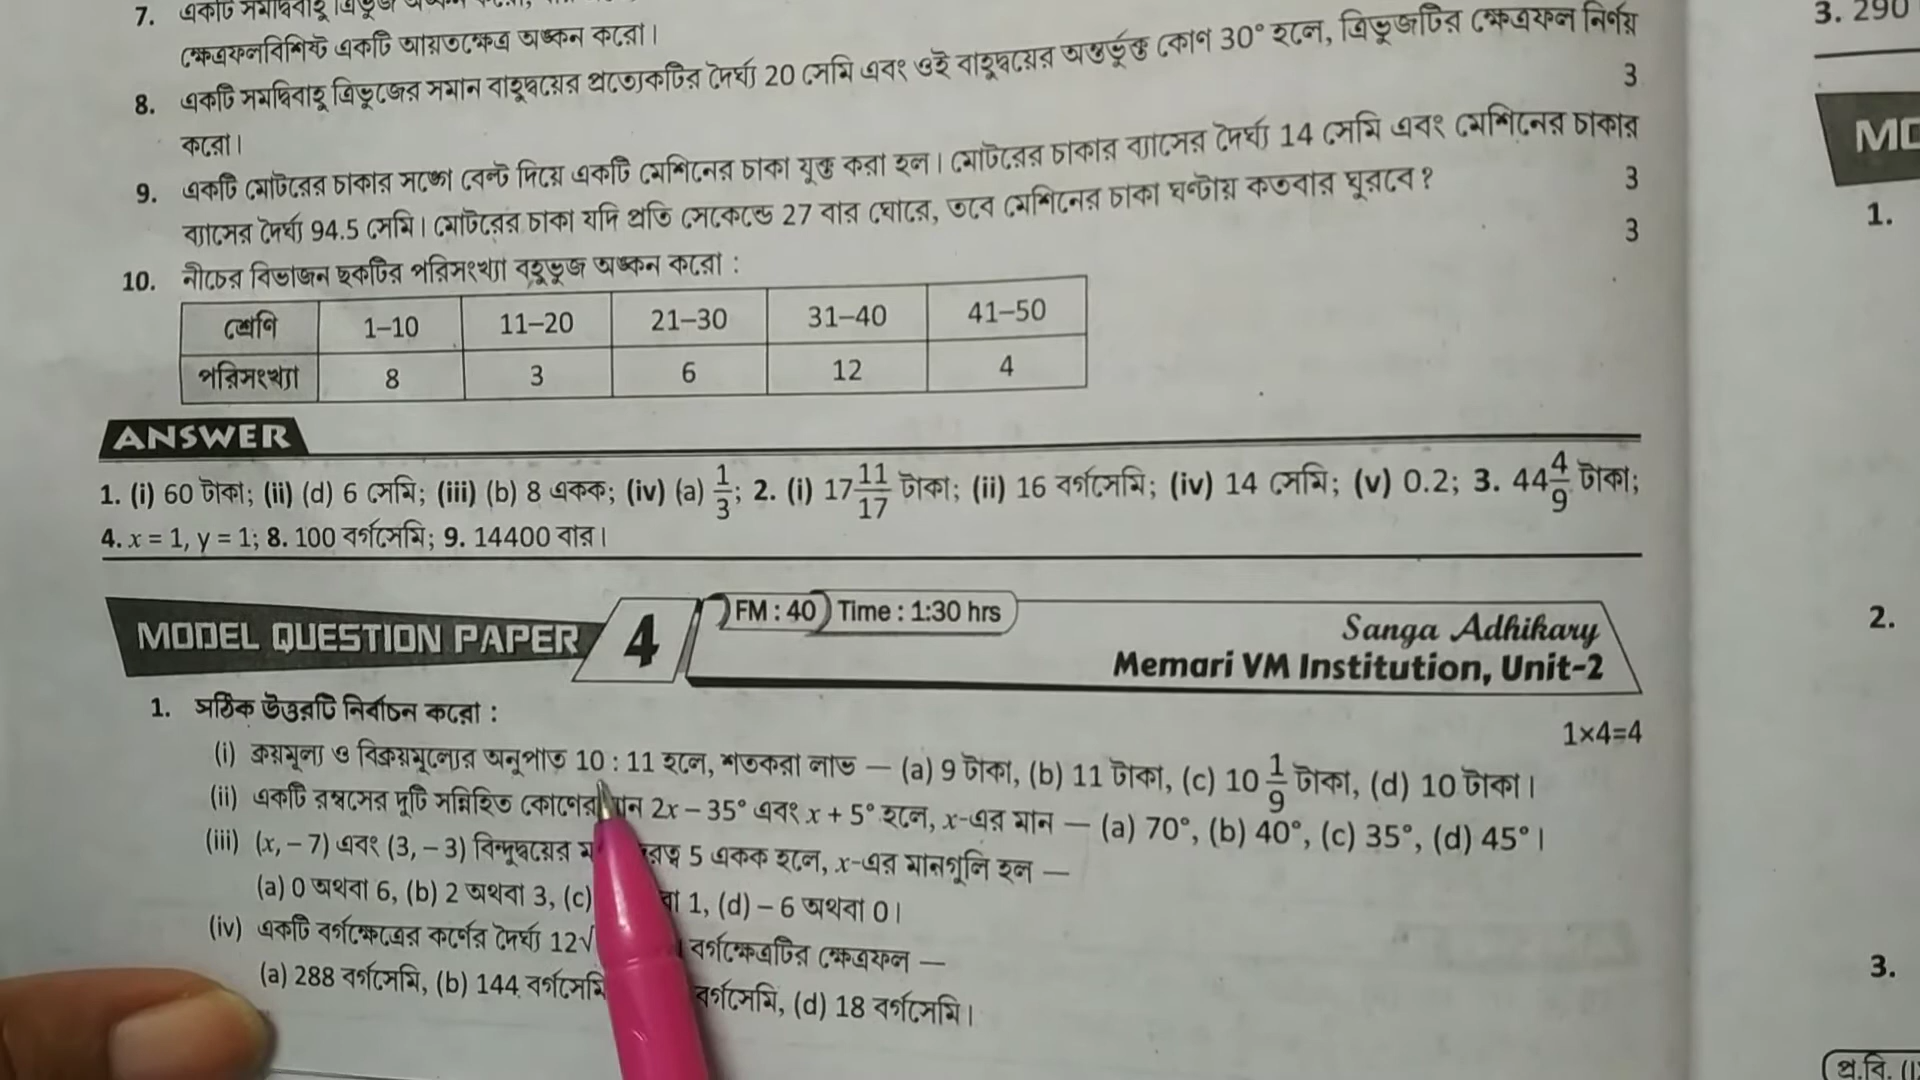 7. একটি সমদ্বিবাহু ত্রিভুজ অঙ্কন করো,
ক্ষেত্রফলবিশিষ্ট একটি আয়তক্ষেত্র অঙ্কন করো।
8. একটি সমদ্বিবাহু ত্রিভুজের সমান বাহুদ্বয়ের প্রত্যেকটির দৈর্ঘ্য 20 সেমি এবং ওই বাহুদ্বয়ের অন্তর্ভুক্ত কোণ 30° হলে, ত্রিভুজটির ক্ষেত্রফল নির্ণয়
করো। 3
9. একটি মোটরের চাকার সঙ্গে বেল্ট দিয়ে একটি মেশিনের চাকা যুক্ত করা হল। মোটরের চাকার ব্যাসের দৈর্ঘ্য 14 সেমি এবং মেশিনের চাকার
ব্যাসের দৈর্ঘ্য 94.5 সেমি। মোটরের চাকা যদি প্রতি সেকেন্ডে 27 বার ঘোরে, তবে মেশিনের চাকা ঘণ্টায় কতবার ঘুরবে? 3
10. নীচের বিভাজন ছকটির পরিসংখ্যা বহুভুজ অঙ্কন করো : 3
শ্রেণি 1–10 11–20 21–30 31–40 41–50
পরিসংখ্যা 8 3 6 12 4
ANSWER
1. (i) 60 টাকা; (ii) (d) 6 সেমি; (iii) (b) 8 একক; (iv) (a) 1/3; 2. (i) 17 11/17 টাকা; (ii) 16 বর্গসেমি; (iv) 14 সেমি; (v) 0.2; 3. 44 4/9 টাকা;
4. x = 1, y = 1; 8. 100 বর্গসেমি; 9. 14400 বার।
MODEL QUESTION PAPER 4 FM : 40 Time : 1:30 hrs
Sanga Adhikary
Memari VM Institution, Unit-2
1. সঠিক উত্তরটি নির্বাচন করো : 1×4=4
(i) ক্রয়মূল্য ও বিক্রয়মূল্যের অনুপাত 10 : 11 হলে, শতকরা লাভ — (a) 9 টাকা, (b) 11 টাকা, (c) 10 1/9 টাকা, (d) 10 টাকা।
(ii) একটি রম্বসের দুটি সন্নিহিত কোণের 2x – 35° এবং x + 5° হলে, x-এর মান — (a) 70°, (b) 40°, (c) 35°, (d) 45°।
(iii) (x, – 7) এবং (3, – 3) বিন্দুদ্বয়ের 5 একক হলে, x-এর মানগুলি হল —
(a) 0 অথবা 6, (b) 2 অথবা 3, (c) 1, (d) – 6 অথবা 0।
(iv) একটি বর্গক্ষেত্রের কর্ণের দৈর্ঘ্য 12√ বর্গক্ষেত্রটির ক্ষেত্রফল —
(a) 288 বর্গসেমি, (b) 144 বর্গসেমি বর্গসেমি, (d) 18 বর্গসেমি।
3. 290
MO
1.
2.
3.
প্র.বি.